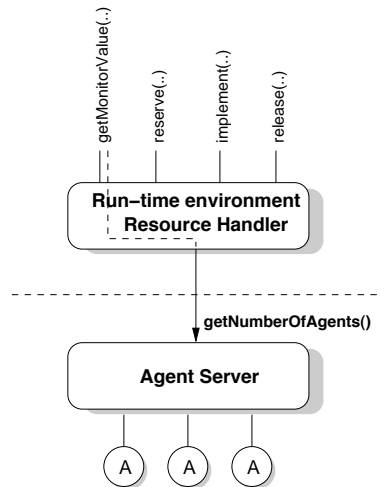 getMonitorValue(..)
reserve(..)
implement(..)
release(..)
Run–time environment
Resource Handler
getNumberOfAgents()
Agent Server
A
A
A